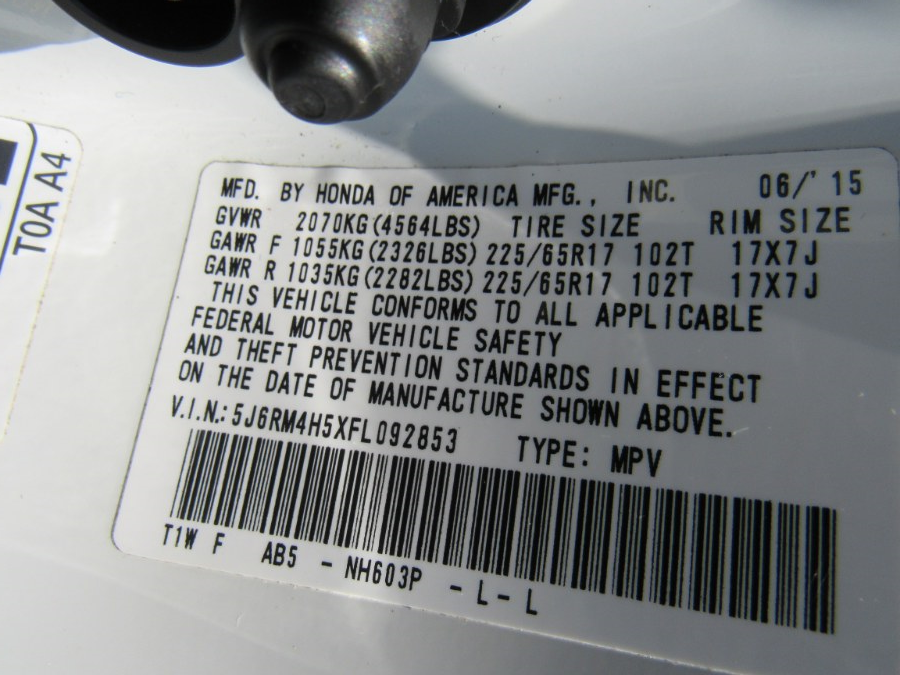 T0A A4
MFD. BY HONDA OF AMERICA MFG., INC. 06/'15
GVWR 2070KG(4564LBS) TIRE SIZE RIM SIZE
GAWR F 1055KG(2326LBS) 225/65R17 102T 17X7J
GAWR R 1035KG(2282LBS) 225/65R17 102T 17X7J
THIS VEHICLE CONFORMS TO ALL APPLICABLE
FEDERAL MOTOR VEHICLE SAFETY
AND THEFT PREVENTION STANDARDS IN EFFECT
ON THE DATE OF MANUFACTURE SHOWN ABOVE.
V.I.N.: 5J6RM4H5XFL092853 TYPE: MPV
T1W F AB5 - NH603P - L - L